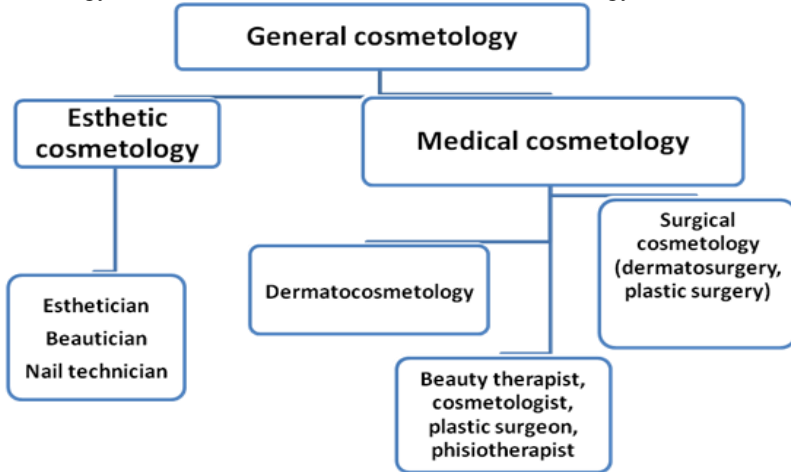 General cosmetology
Esthetic
cosmetology
Medical cosmetology
Surgical
cosmetology
(dermatosurgery,
plastic surgery)
Dermatocosmetology
Esthetician
Beautician
Nail technician
Beauty therapist,
cosmetologist,
plastic surgeon,
phisiotherapist